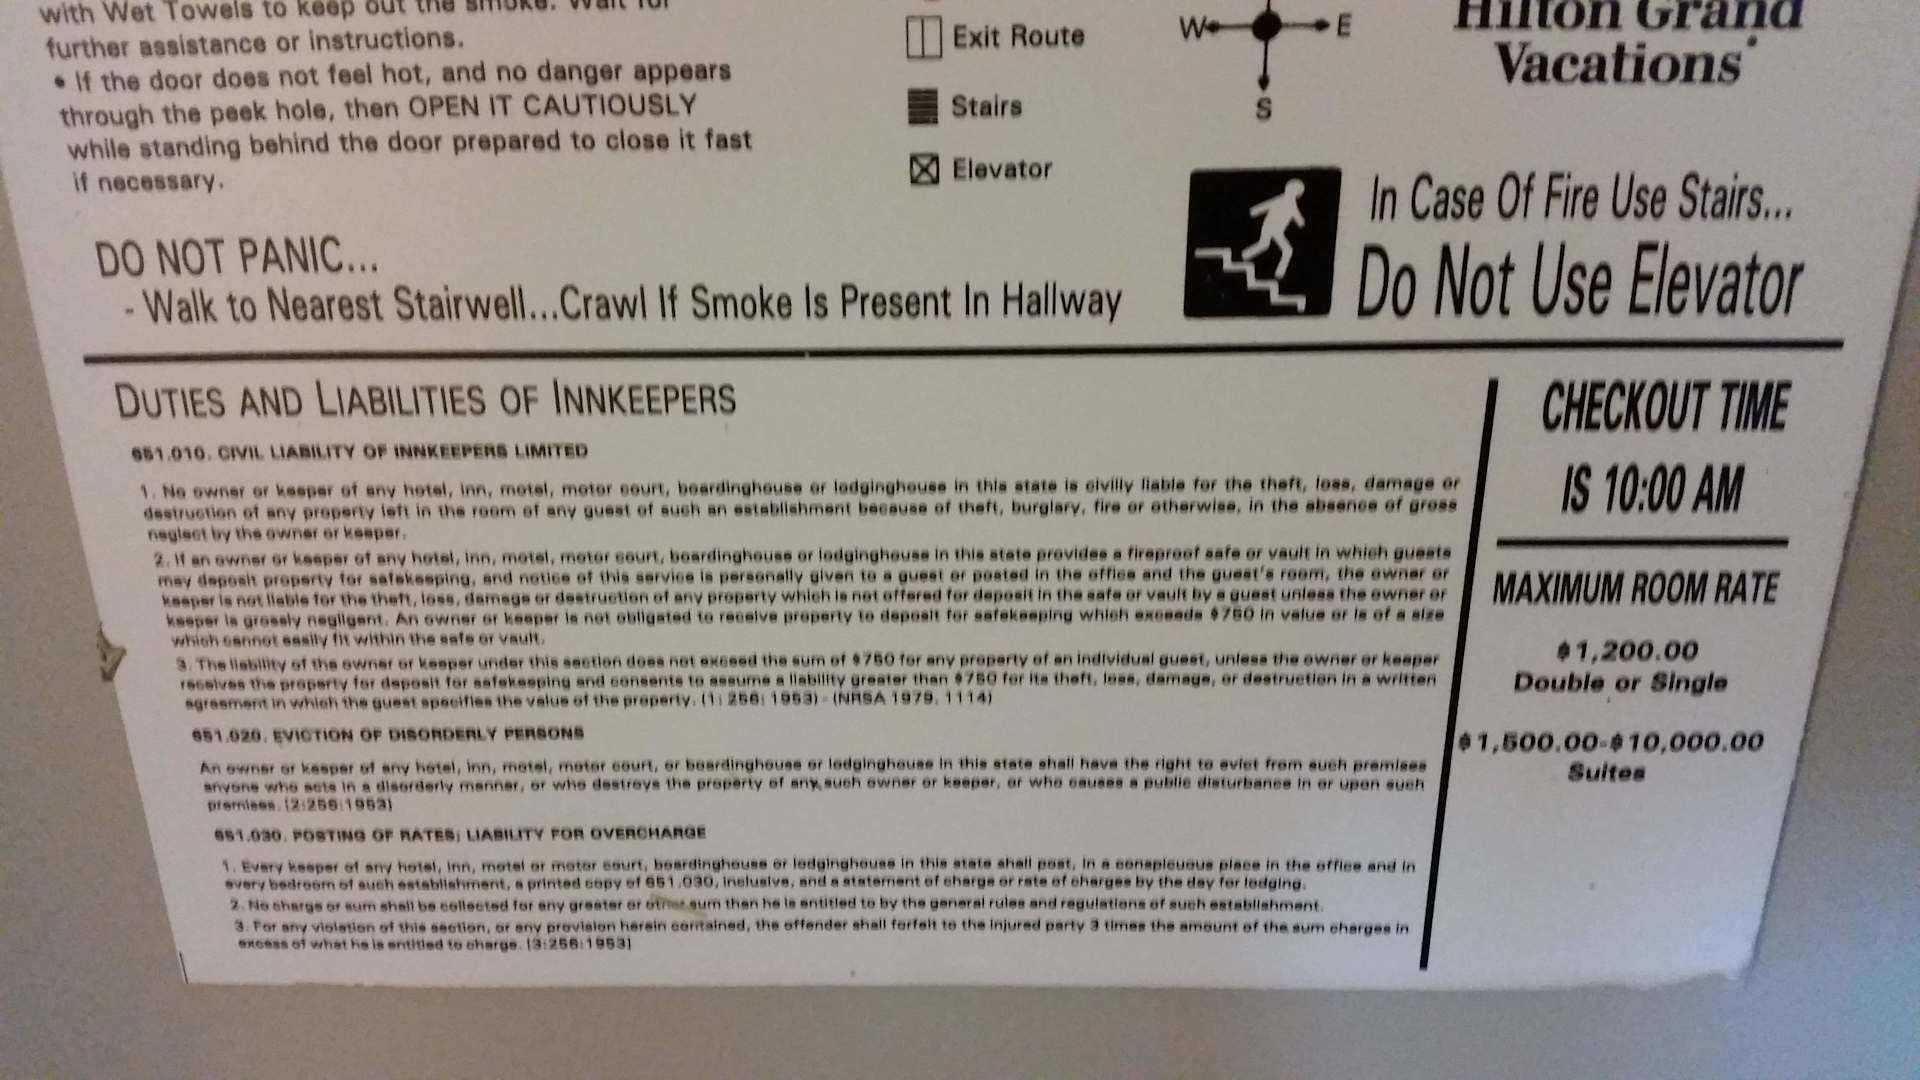 with Wet Towels to keep out the smoke. Wait for
further assistance or instructions.
• If the door does not feel hot, and no danger appears
through the peek hole, then OPEN IT CAUTIOUSLY
while standing behind the door prepared to close it fast
if necessary.
Exit Route
Stairs
Elevator
W E
S
Hilton Grand
Vacations
DO NOT PANIC...
- Walk to Nearest Stairwell...Crawl If Smoke Is Present In Hallway
In Case Of Fire Use Stairs...
Do Not Use Elevator
DUTIES AND LIABILITIES OF INNKEEPERS
651.010. CIVIL LIABILITY OF INNKEEPERS LIMITED
1. No owner or keeper of any hotel, inn, motel, motor court, boardinghouse or lodginghouse in this state is civilly liable for the theft, loss, damage or
destruction of any property left in the room of any guest of such an establishment because of theft, burglary, fire or otherwise, in the absence of gross
neglect by the owner or keeper.
2. If an owner or keeper of any hotel, inn, motel, motor court, boardinghouse or lodginghouse in this state provides a fireproof safe or vault in which guests
may deposit property for safekeeping, and notice of this service is personally given to a guest or posted in the office and the guest's room, the owner or
keeper is not liable for the theft, loss, damage or destruction of any property which is not offered for deposit in the safe or vault by a guest unless the owner or
keeper is grossly negligent. An owner or keeper is not obligated to receive property to deposit for safekeeping which exceeds $750 in value or is of a size
which cannot easily fit within the safe or vault.
3. The liability of the owner or keeper under this section does not exceed the sum of $750 for any property of an individual guest, unless the owner or keeper
receives the property for deposit for safekeeping and consents to assume a liability greater than $750 for its theft, loss, damage, or destruction in a written
agreement in which the guest specifies the value of the property. (1: 256: 1953) - (NRSA 1979. 1114)
651.020. EVICTION OF DISORDERLY PERSONS
An owner or keeper of any hotel, inn, motel, motor court, or boardinghouse or lodginghouse in this state shall have the right to evict from such premises
anyone who acts in a disorderly manner, or who destroys the property of any such owner or keeper, or who causes a public disturbance in or upon such
premises. [2:256:1953]
651.030. POSTING OF RATES; LIABILITY FOR OVERCHARGE
1. Every keeper of any hotel, inn, motel or motor court, boardinghouse or lodginghouse in this state shall post, in a conspicuous place in the office and in
every bedroom of such establishment, a printed copy of 651.030, inclusive, and a statement of charge or rate of charges by the day for lodging.
2. No charge or sum shall be collected for any greater or other sum than he is entitled to by the general rules and regulations of such establishment.
3. For any violation of this section, or any provision herein contained, the offender shall forfeit to the injured party 3 times the amount of the sum charges in
excess of what he is entitled to charge. [3:256:1953]
CHECKOUT TIME
IS 10:00 AM
MAXIMUM ROOM RATE
$1,200.00
Double or Single
$1,500.00-$10,000.00
Suites